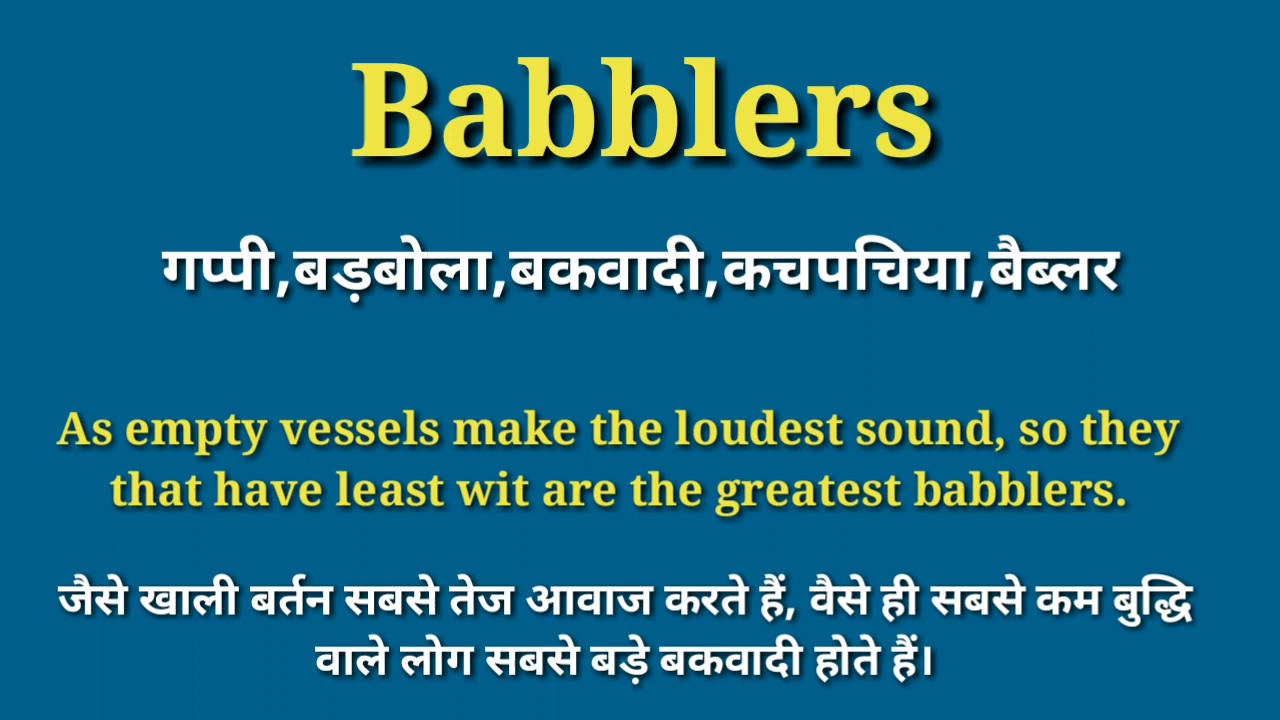 Babblers
गप्पी,बड़बोला,बकवादी,कचपचिया,बैब्लर
As empty vessels make the loudest sound, so they
that have least wit are the greatest babblers.
जैसे खाली बर्तन सबसे तेज आवाज करते हैं, वैसे ही सबसे कम बुद्धि
वाले लोग सबसे बड़े बकवादी होते हैं।